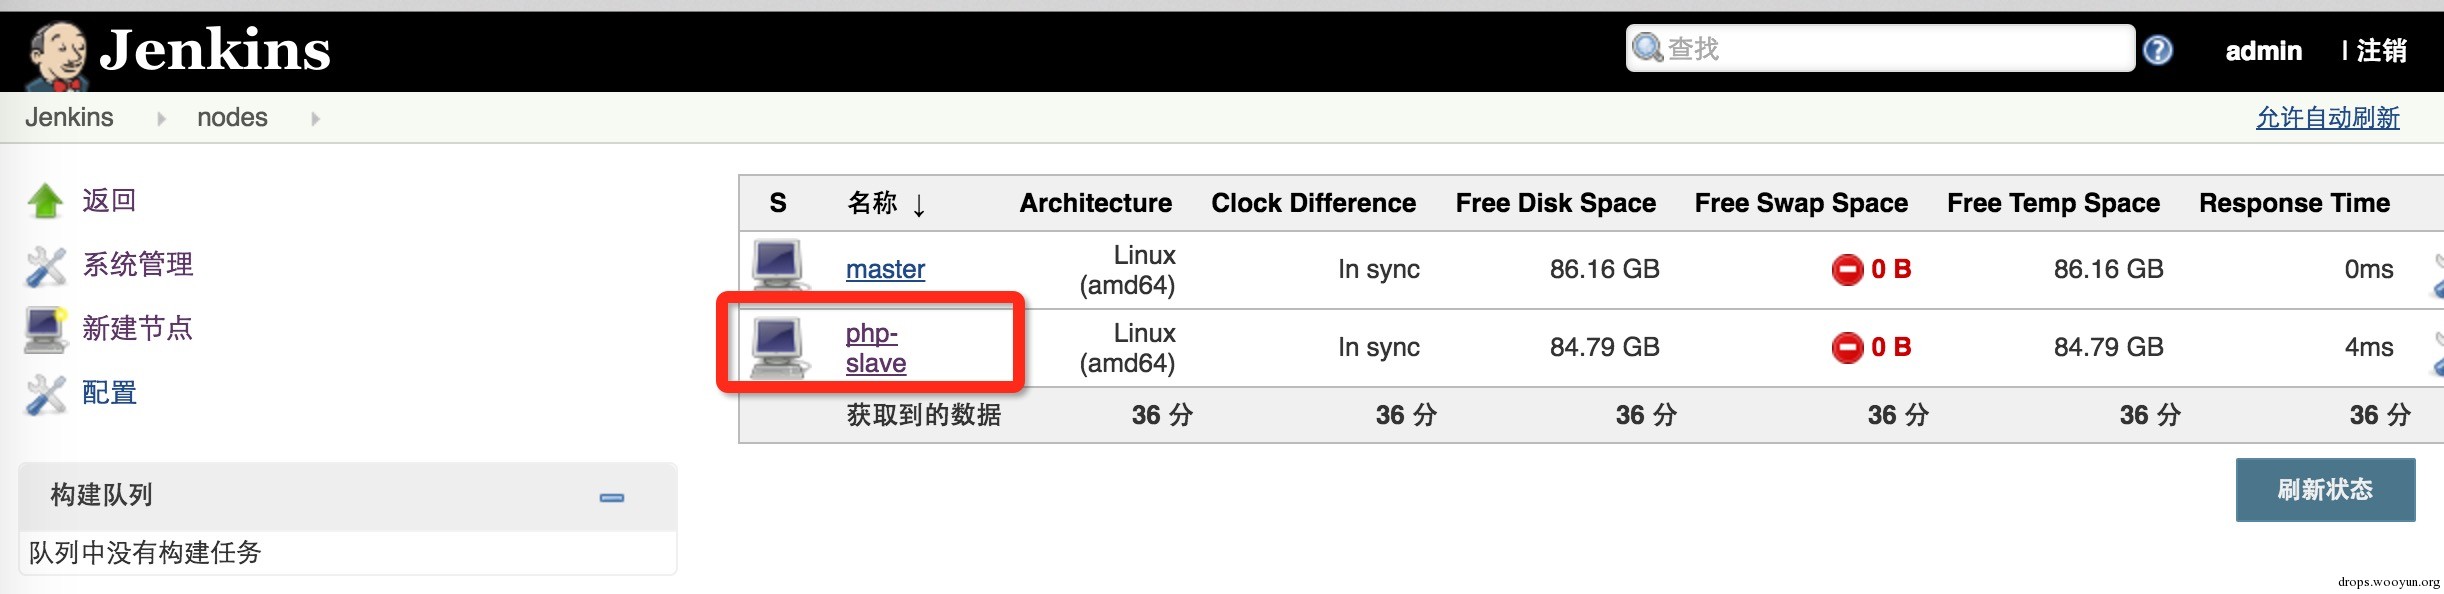 Jenkins
查找
admin
| 注销
Jenkins
nodes
允许自动刷新
返回
系统管理
新建节点
配置
构建队列
队列中没有构建任务
S 名称 ↓ Architecture Clock Difference Free Disk Space Free Swap Space Free Temp Space Response Time
master Linux (amd64) In sync 86.16 GB 0 B 86.16 GB 0ms
php-slave Linux (amd64) In sync 84.79 GB 0 B 84.79 GB 4ms
获取到的数据 36 分 36 分 36 分 36 分 36 分 36 分
刷新状态
drops.wooyun.org